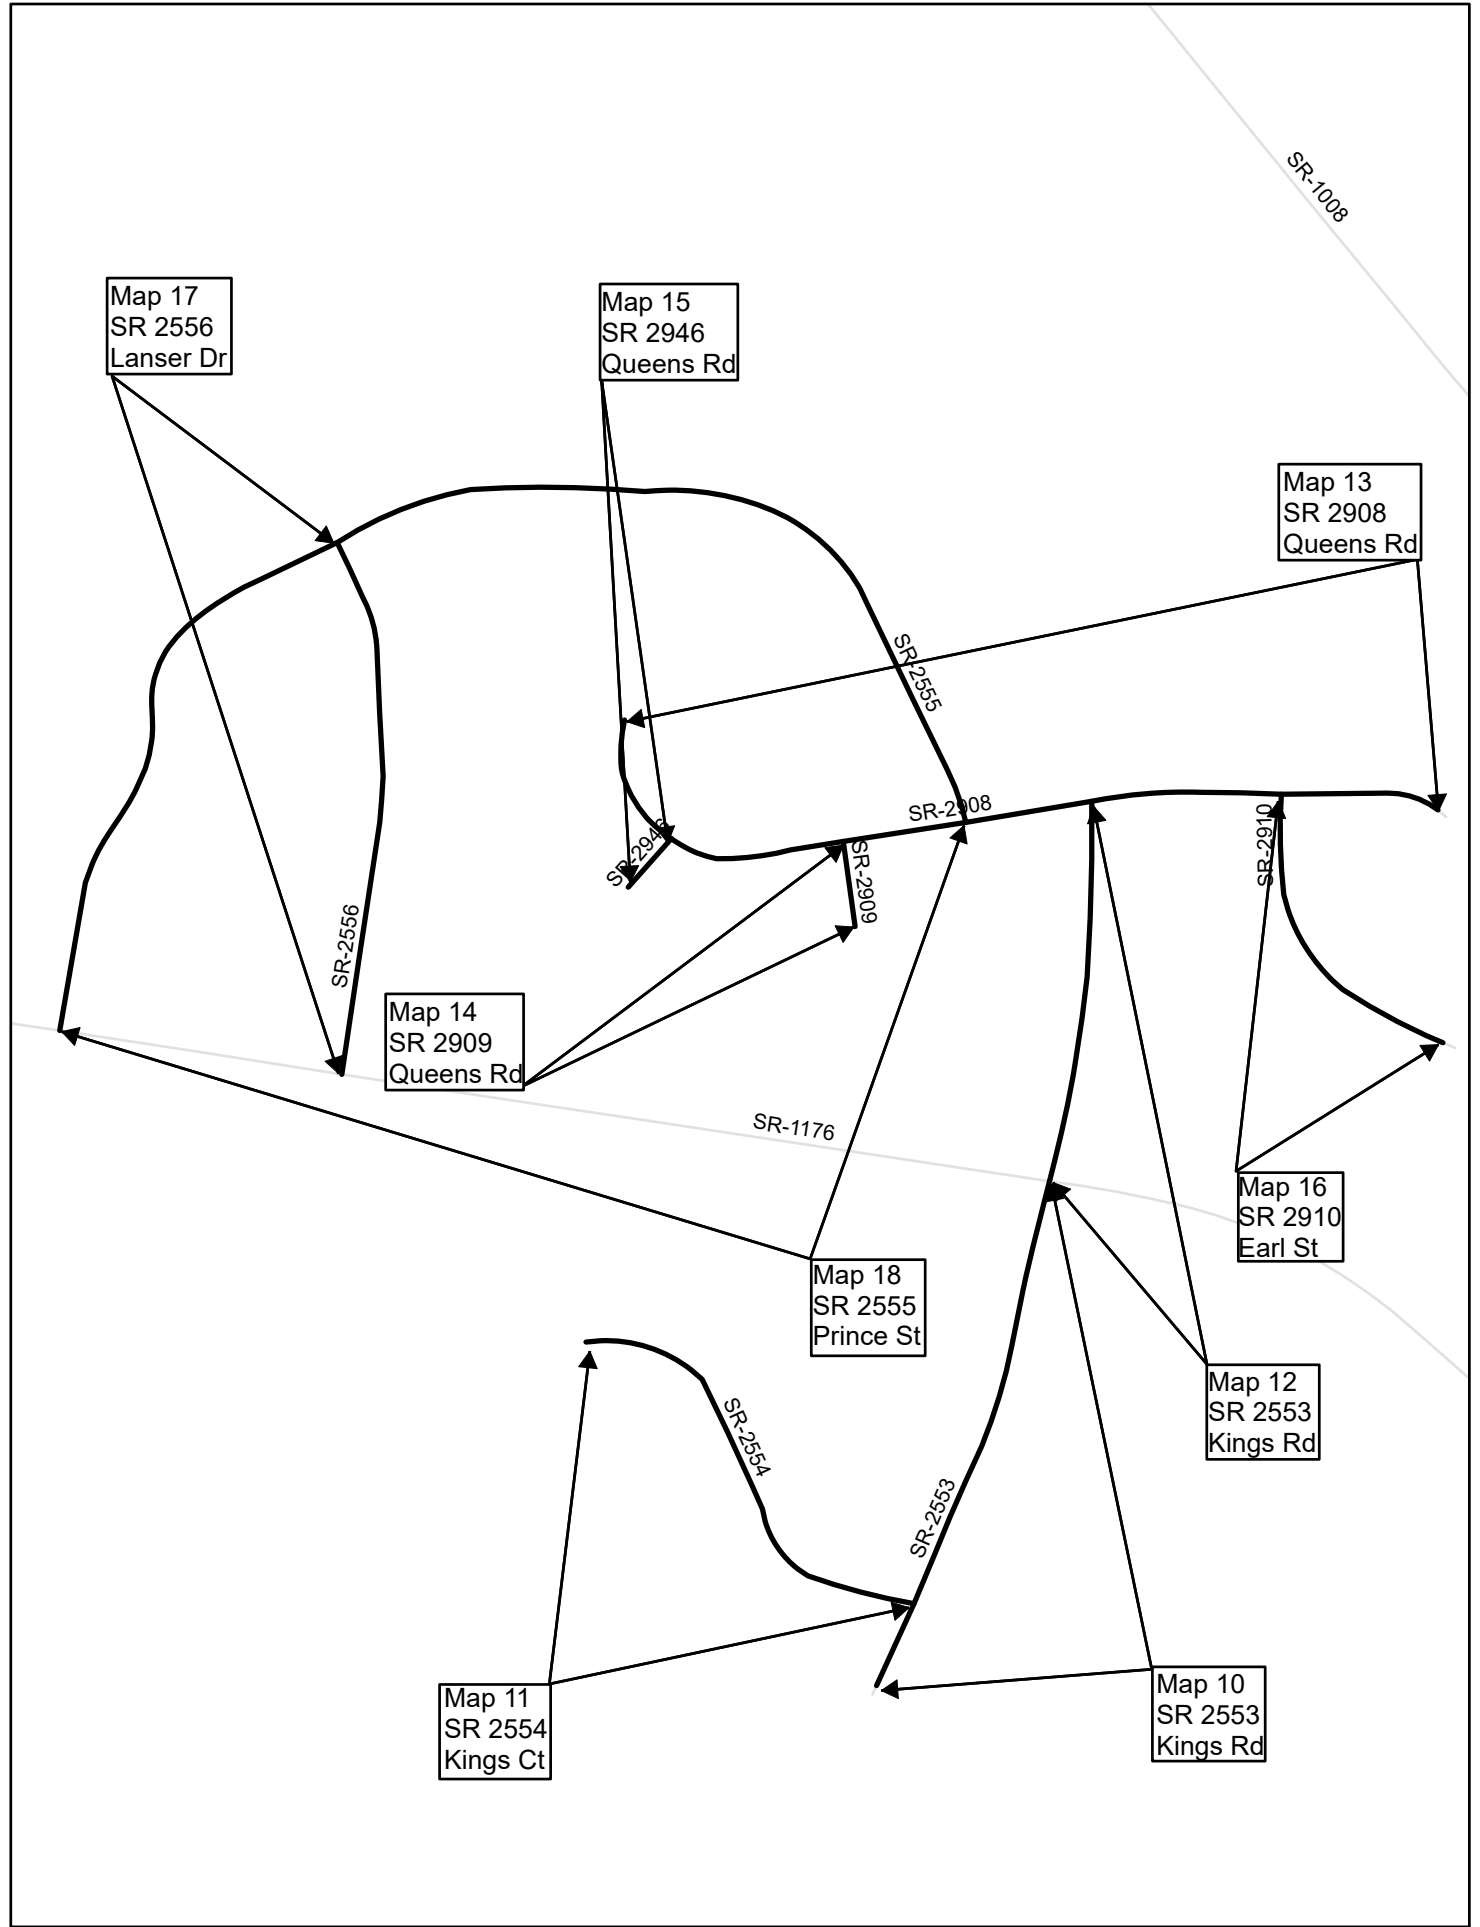 SR-1008
Map 17
SR 2556
Lanser Dr
Map 15
SR 2946
Queens Rd
Map 13
SR 2908
Queens Rd
SR-2555
SR-2908
SR-2946
SR-2909
SR-2910
SR-2556
Map 14
SR 2909
Queens Rd
SR-1176
Map 16
SR 2910
Earl St
Map 18
SR 2555
Prince St
Map 12
SR 2553
Kings Rd
SR-2554
SR-2553
Map 11
SR 2554
Kings Ct
Map 10
SR 2553
Kings Rd